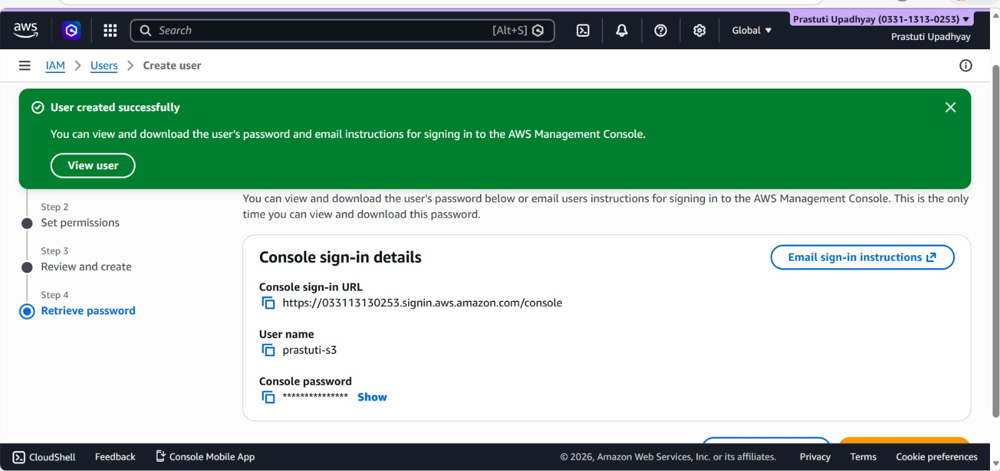 aws
Search
[Alt+S]
Global
Prastuti Upadhyay (0331-1313-0253)
Prastuti Upadhyay
IAM
Users
Create user
User created successfully
You can view and download the user's password and email instructions for signing in to the AWS Management Console.
View user
Step 2
Set permissions
Step 3
Review and create
Step 4
Retrieve password
You can view and download the user's password below or email users instructions for signing in to the AWS Management Console. This is the only
time you can view and download this password.
Console sign-in details
Email sign-in instructions
Console sign-in URL
https://033113130253.signin.aws.amazon.com/console
User name
prastuti-s3
Console password
*************** Show
CloudShell
Feedback
Console Mobile App
© 2026, Amazon Web Services, Inc. or its affiliates.
Privacy
Terms
Cookie preferences